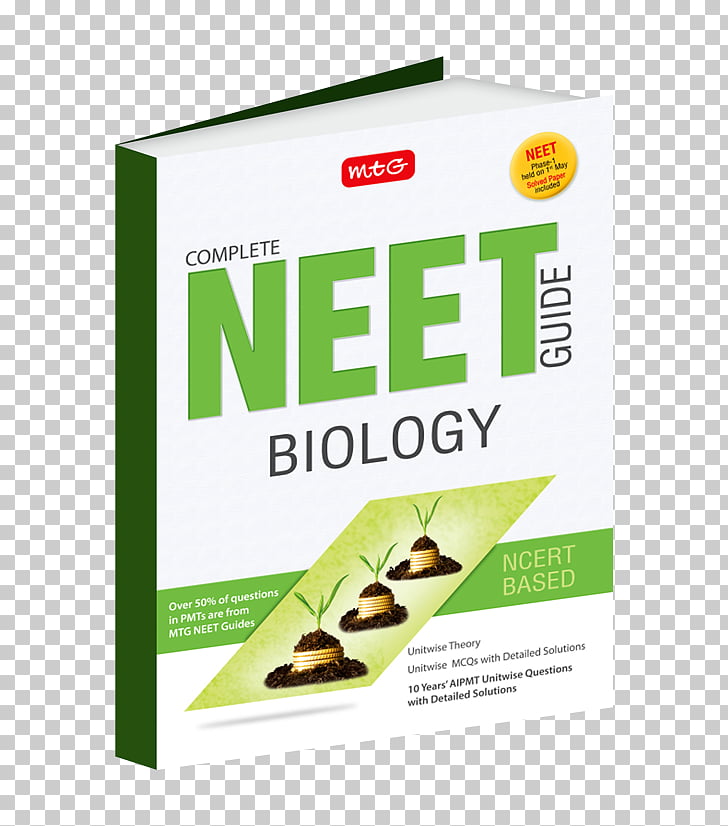 mtG
NEET
Phase-1
held on 1st May
Solved Paper
included
COMPLETE
NEET
GUIDE
BIOLOGY
NCERT
BASED
Over 50% of questions
in PMTs are from
MTG NEET Guides
Unitwise Theory
Unitwise MCQs with Detailed Solutions
10 Years' AIPMT Unitwise Questions
with Detailed Solutions